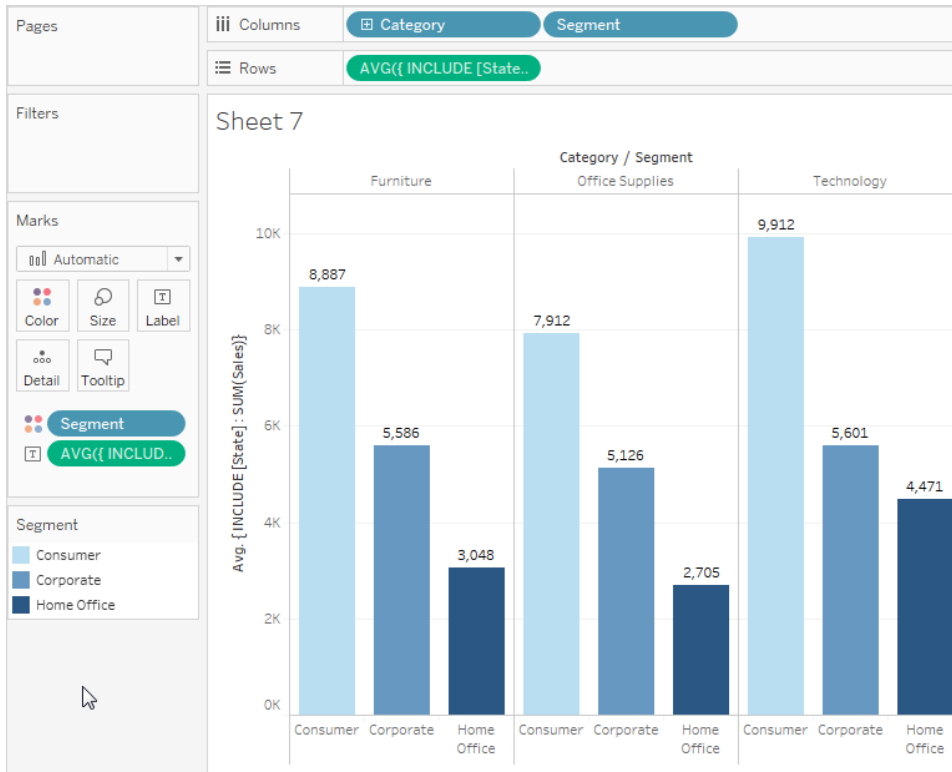 Pages
Columns
Category
Segment
Rows
AVG({ INCLUDE [State..
Filters
Sheet 7
Category / Segment
Furniture
Office Supplies
Technology
Marks
Automatic
Color
Size
Label
Detail
Tooltip
Segment
AVG({ INCLUD..
Segment
Consumer
Corporate
Home Office
Avg. { INCLUDE [State] : SUM(Sales)}
10K
8K
6K
4K
2K
0K
8,887
5,586
3,048
7,912
5,126
2,705
9,912
5,601
4,471
Consumer
Corporate
Home
Office
Consumer
Corporate
Home
Office
Consumer
Corporate
Home
Office